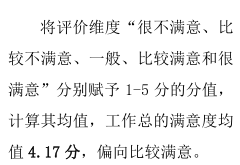 将评价维度“很不满意、比
较不满意、一般、比较满意和很
满意”分别赋予 1-5 分的分值，
计算其均值，工作总的满意度均
值 4.17 分，偏向比较满意。